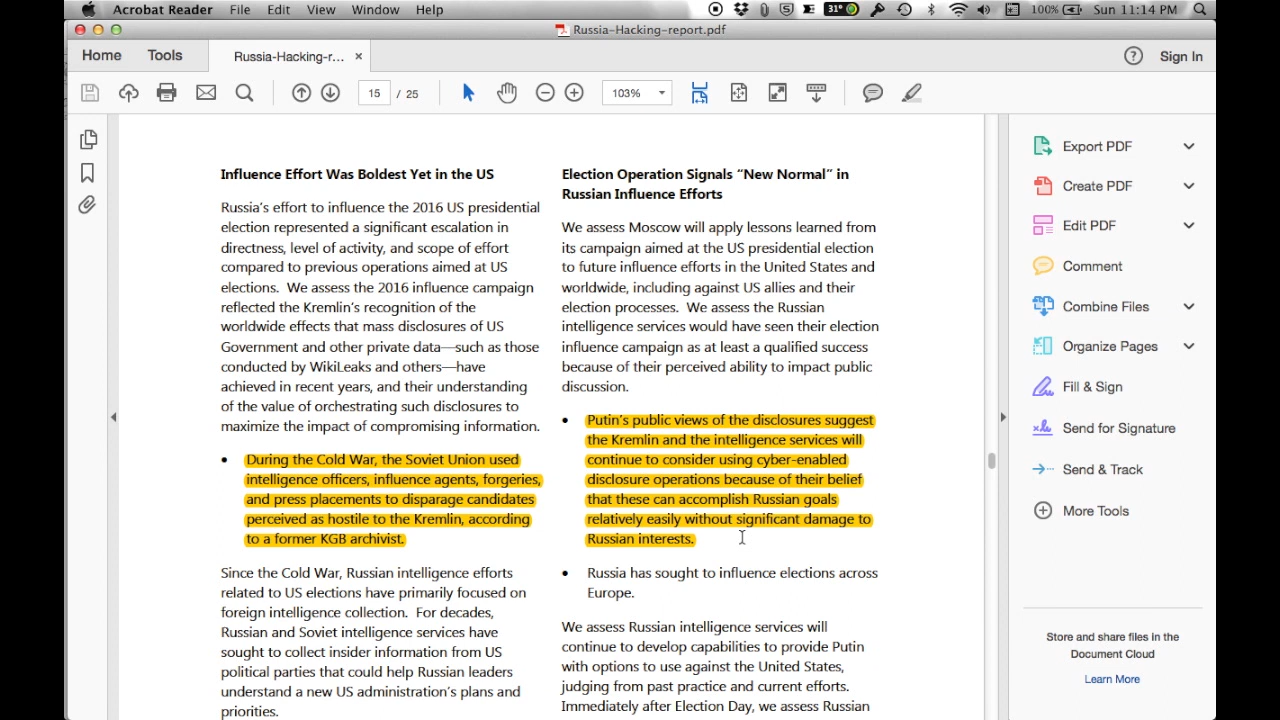 Acrobat Reader File Edit View Window Help 31° 100% Sun 11:14 PM
Russia-Hacking-report.pdf
Home Tools Russia-Hacking-r... × Sign In
15 / 25 103%
Influence Effort Was Boldest Yet in the US
Russia’s effort to influence the 2016 US presidential
election represented a significant escalation in
directness, level of activity, and scope of effort
compared to previous operations aimed at US
elections. We assess the 2016 influence campaign
reflected the Kremlin’s recognition of the
worldwide effects that mass disclosures of US
Government and other private data—such as those
conducted by WikiLeaks and others—have
achieved in recent years, and their understanding
of the value of orchestrating such disclosures to
maximize the impact of compromising information.
• During the Cold War, the Soviet Union used
intelligence officers, influence agents, forgeries,
and press placements to disparage candidates
perceived as hostile to the Kremlin, according
to a former KGB archivist.
Since the Cold War, Russian intelligence efforts
related to US elections have primarily focused on
foreign intelligence collection. For decades,
Russian and Soviet intelligence services have
sought to collect insider information from US
political parties that could help Russian leaders
understand a new US administration’s plans and
priorities.
Election Operation Signals “New Normal” in
Russian Influence Efforts
We assess Moscow will apply lessons learned from
its campaign aimed at the US presidential election
to future influence efforts in the United States and
worldwide, including against US allies and their
election processes. We assess the Russian
intelligence services would have seen their election
influence campaign as at least a qualified success
because of their perceived ability to impact public
discussion.
• Putin’s public views of the disclosures suggest
the Kremlin and the intelligence services will
continue to consider using cyber-enabled
disclosure operations because of their belief
that these can accomplish Russian goals
relatively easily without significant damage to
Russian interests.
• Russia has sought to influence elections across
Europe.
We assess Russian intelligence services will
continue to develop capabilities to provide Putin
with options to use against the United States,
judging from past practice and current efforts.
Immediately after Election Day, we assess Russian
Export PDF
Create PDF
Edit PDF
Comment
Combine Files
Organize Pages
Fill & Sign
Send for Signature
Send & Track
More Tools
Store and share files in the
Document Cloud
Learn More